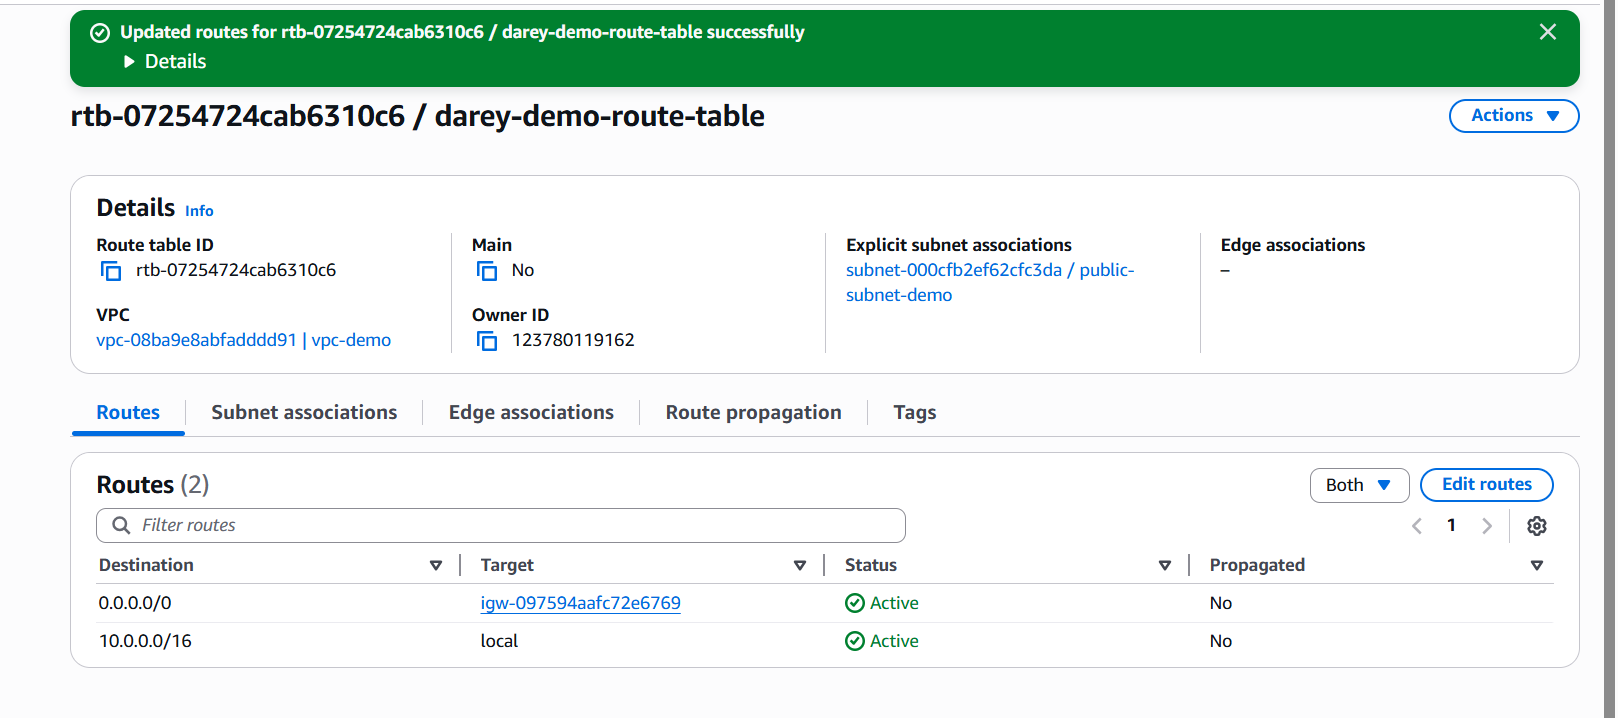 Updated routes for rtb-07254724cab6310c6 / darey-demo-route-table successfully
Details
rtb-07254724cab6310c6 / darey-demo-route-table
Actions
Details Info
Route table ID
rtb-07254724cab6310c6
Main
No
Explicit subnet associations
subnet-000cfb2ef62cfc3da / public-
subnet-demo
Edge associations
–
VPC
vpc-08ba9e8abfadddd91 | vpc-demo
Owner ID
123780119162
Routes Subnet associations Edge associations Route propagation Tags
Routes (2)
Both Edit routes
Filter routes
1
Destination Target Status Propagated
0.0.0.0/0 igw-097594aafc72e6769 Active No
10.0.0.0/16 local Active No